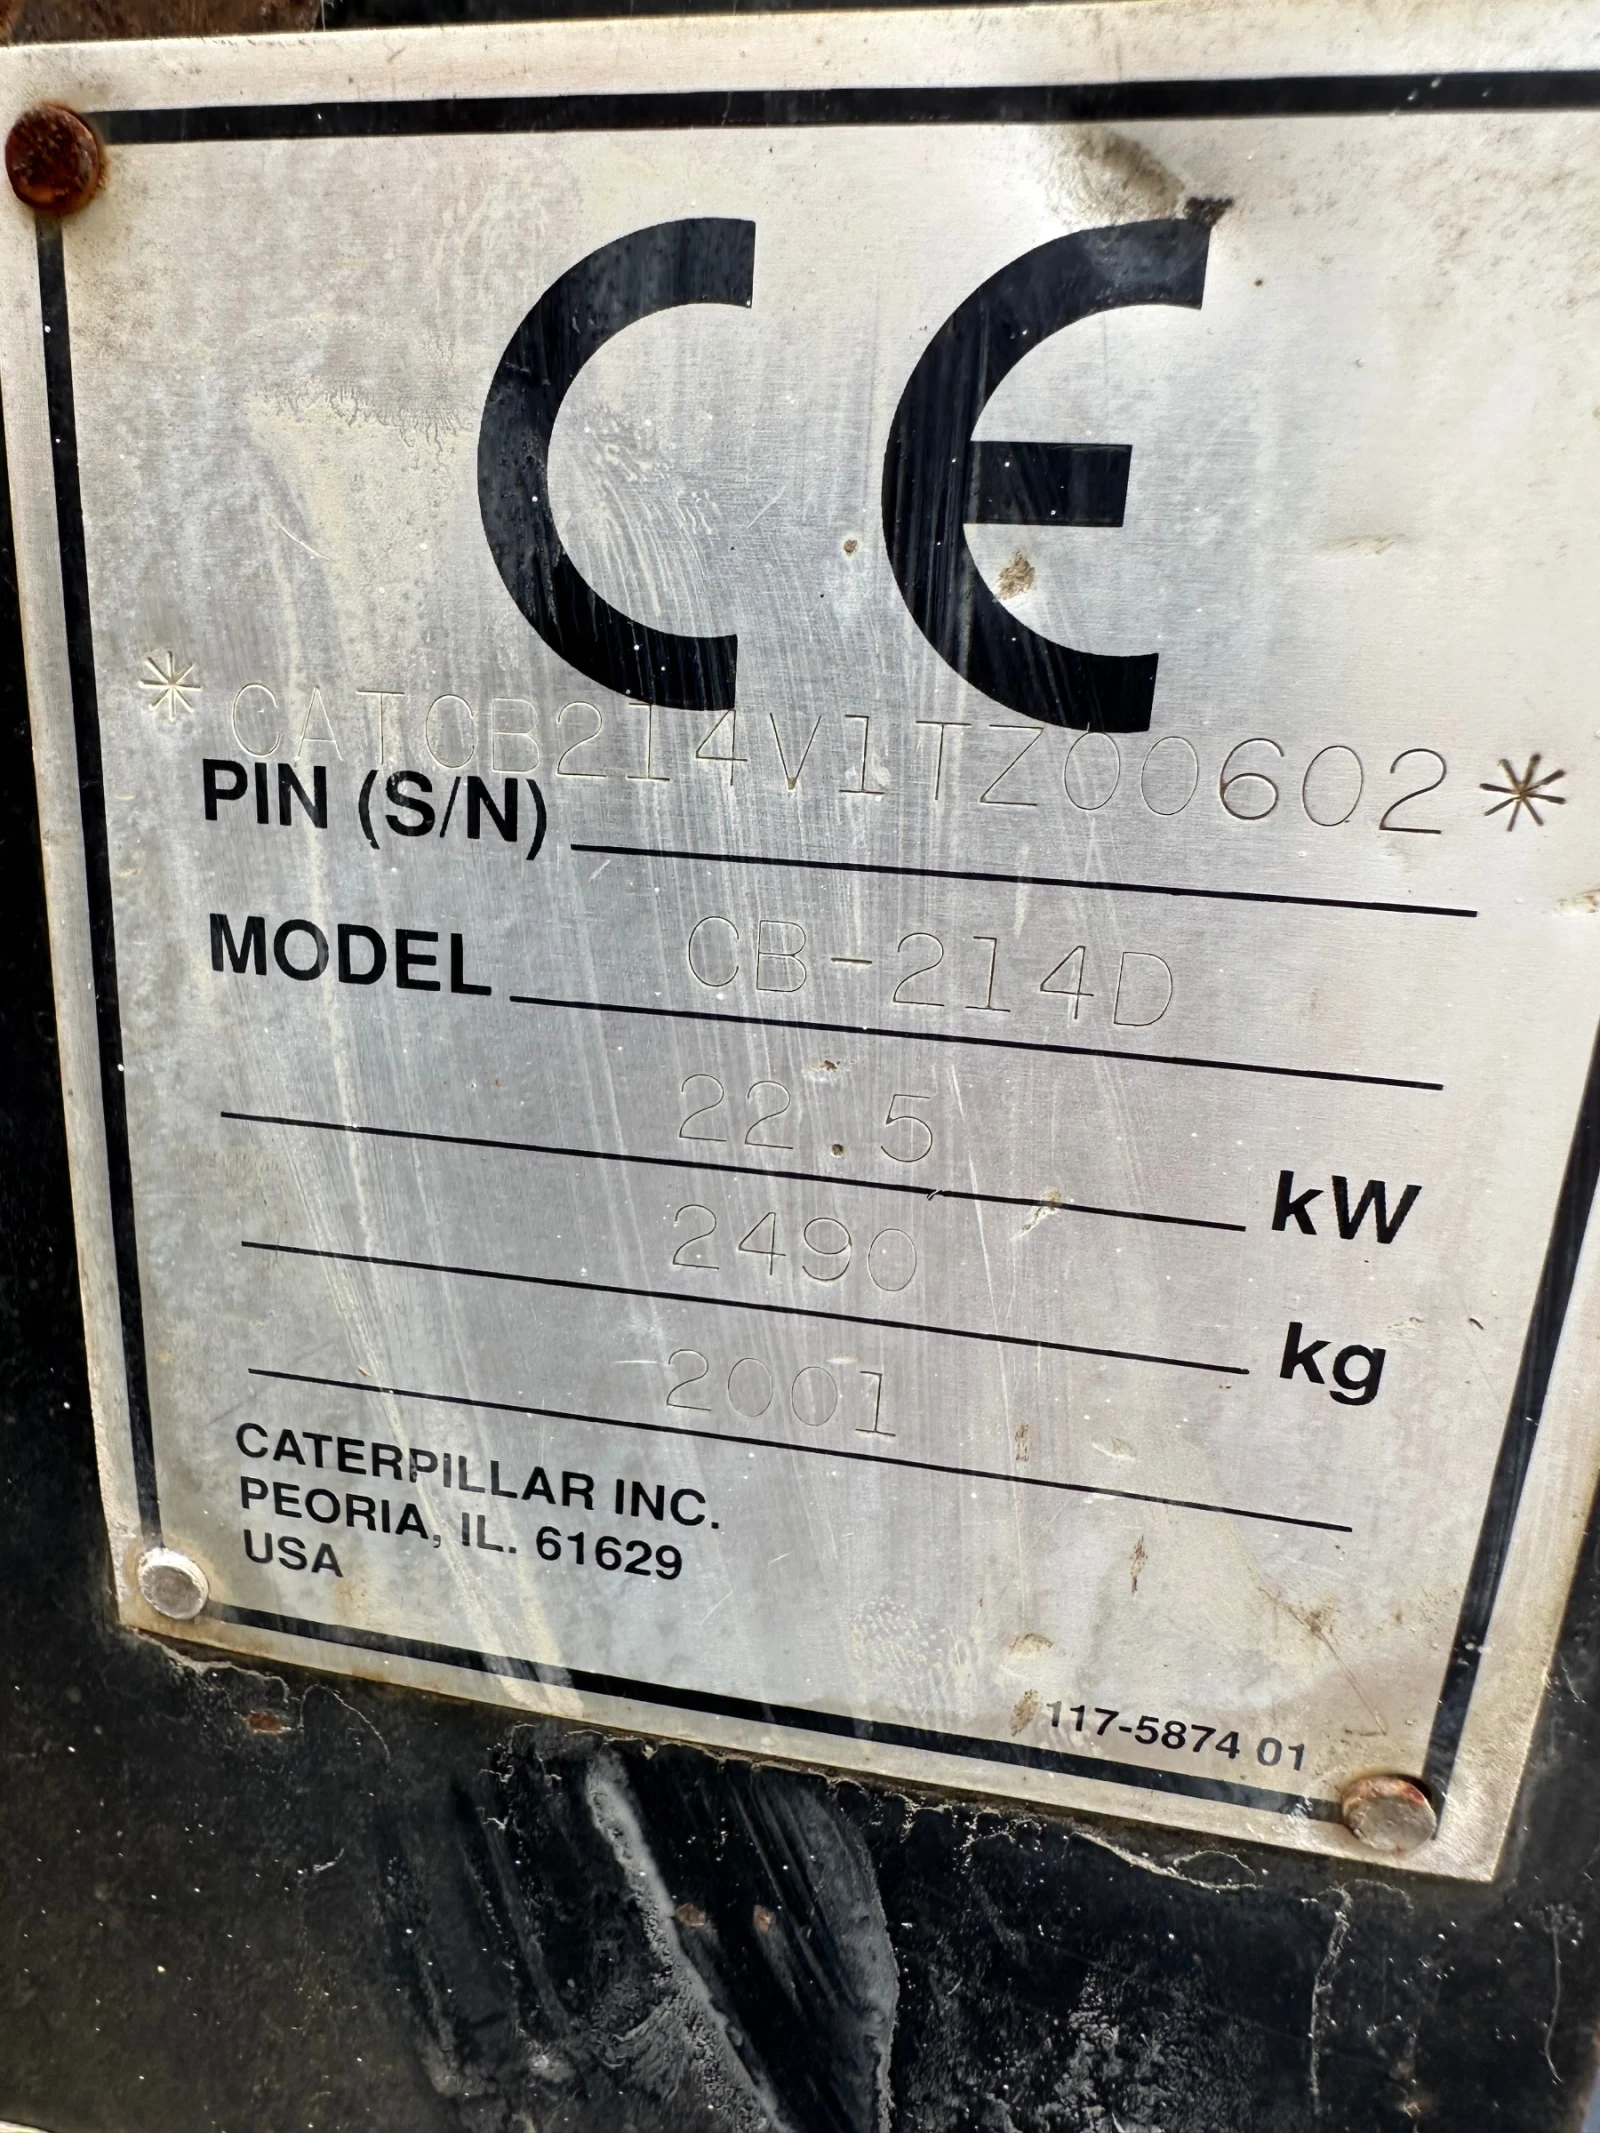 CE
*CATCB214V1TZ00602*
PIN (S/N)
MODEL CB-214D
22.5 kW
2490 kg
2001
CATERPILLAR INC.
PEORIA, IL. 61629
USA
117-5874 01